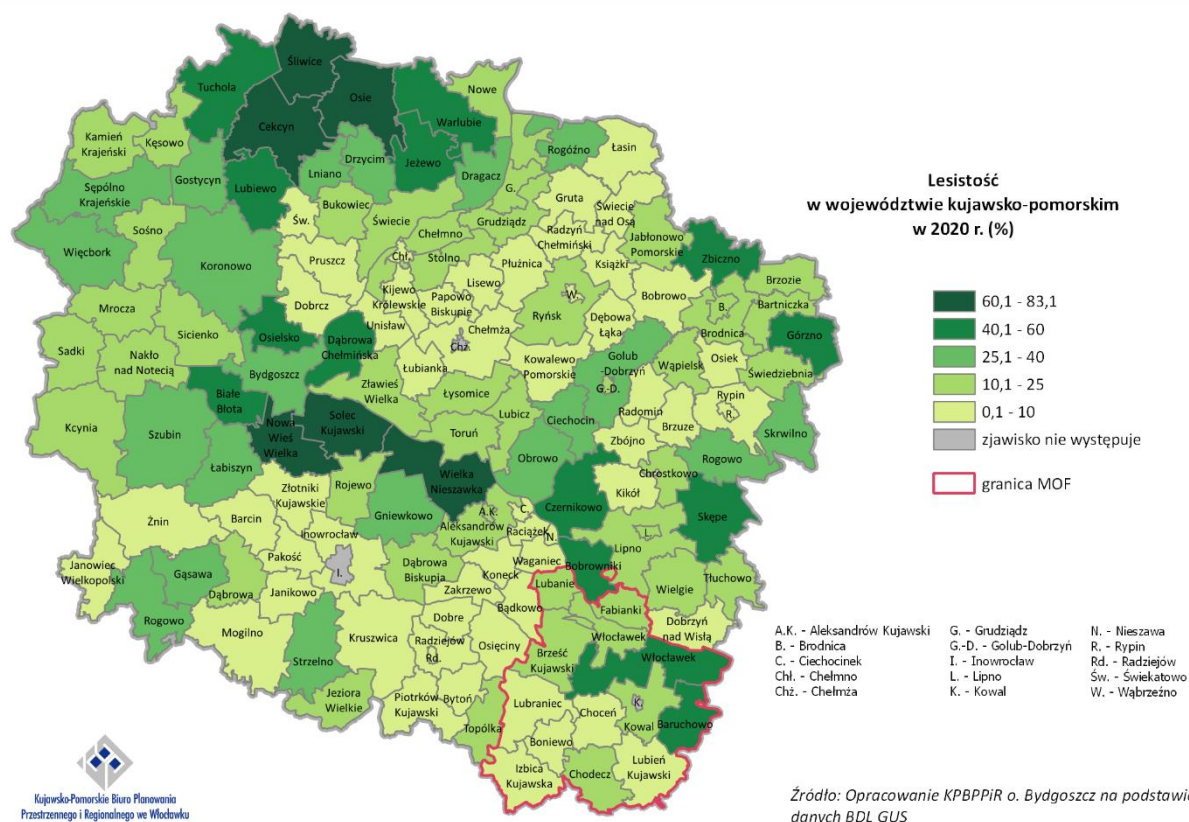 Śliwice
Tuchola
Osie
Nowe
Cekcyn
Warlubie
Kamień
Krajeński
Kęsowo
Jeżewo
Rogóźno
Łasin
Gostycyn
Lubiewo
Lniano
Drzycim
Dragacz
Sępólno
Krajeńskie
Bukowiec
G.
Gruta
Świecie
nad Osą
Św.
Świecie
Grudziądz
Sośno
Chełmno
Radzyń
Chełmiński
Jabłonowo
Pomorskie
Zbiczno
Więcbork
Koronowo
Pruszcz
Chł.
Stolno
Płużnica
Książki
Brzozie
Kijewo
Królewskie
Lisewo
Bobrowo
B.
Bartniczka
Mrocza
Dobrcz
Papowo
Biskupie
W.
Unisław
Ryńsk
Dębowa
Łąka
Brodnica
Górzno
Sicienko
Osielsko
Dąbrowa
Chełmińska
Chełmża
Chż.
Golub
-Dobrzyń
Osiek
Sadki
Nakło
nad Notecią
Łubianka
Kowalewo
Pomorskie
Wąpielsk
Świedziebnia
Bydgoszcz
Zławieś
Wielka
Łysomice
G.-D.
Rypin
R.
Białe
Błota
Solec
Kujawski
Lubicz
Ciechocin
Radomin
Brzuze
Kcynia
Szubin
Nowa
Wieś
Wielka
Toruń
Zbójno
Skrwilno
Łabiszyn
Wielka
Nieszawka
Obrowo
Rogowo
Złotniki
Kujawskie
Rojewo
Chrostkowo
Kikół
Czernikowo
Skępe
Żnin
Barcin
Gniewkowo
A.K.
C.
Aleksandrów
Kujawski
Raciążek
Inowrocław
N.
L.
Lipno
Pakość
I.
Waganiec
Bobrowniki
Janowiec
Wielkopolski
Gąsawa
Dąbrowa
Janikowo
Dąbrowa
Biskupia
Koneck
Lubanie
Tłuchowo
Wielgie
Zakrzewo
Bądkowo
Fabianki
Rogowo
Mogilno
Kruszwica
Dobre
Dobrzyń
nad Wisłą
Strzelno
Radziejów
Osięciny
Włocławek
Rd.
Brześć
Kujawski
Włocławek
Jeziora
Wielkie
Piotrków
Kujawski
Bytoń
Lubraniec
Choceń
K.
Kowal
Baruchowo
Topólka
Boniewo
Izbica
Kujawska
Chodecz
Lubień
Kujawski
Lesistość
w województwie kujawsko-pomorskim
w 2020 r. (%)
60,1 - 83,1
40,1 - 60
25,1 - 40
10,1 - 25
0,1 - 10
zjawisko nie występuje
granica MOF
A.K. - Aleksandrów Kujawski
B. - Brodnica
C. - Ciechocinek
Chł. - Chełmno
Chż. - Chełmża
G. - Grudziądz
G.-D. - Golub-Dobrzyń
I. - Inowrocław
L. - Lipno
K. - Kowal
N. - Nieszawa
R. - Rypin
Rd. - Radziejów
Św. - Świekatowo
W. - Wąbrzeźno
Kujawsko-Pomorskie Biuro Planowania
Przestrzennego i Regionalnego we Włocławku
Źródło: Opracowanie KPBPPiR o. Bydgoszcz na podstawie
danych BDL GUS